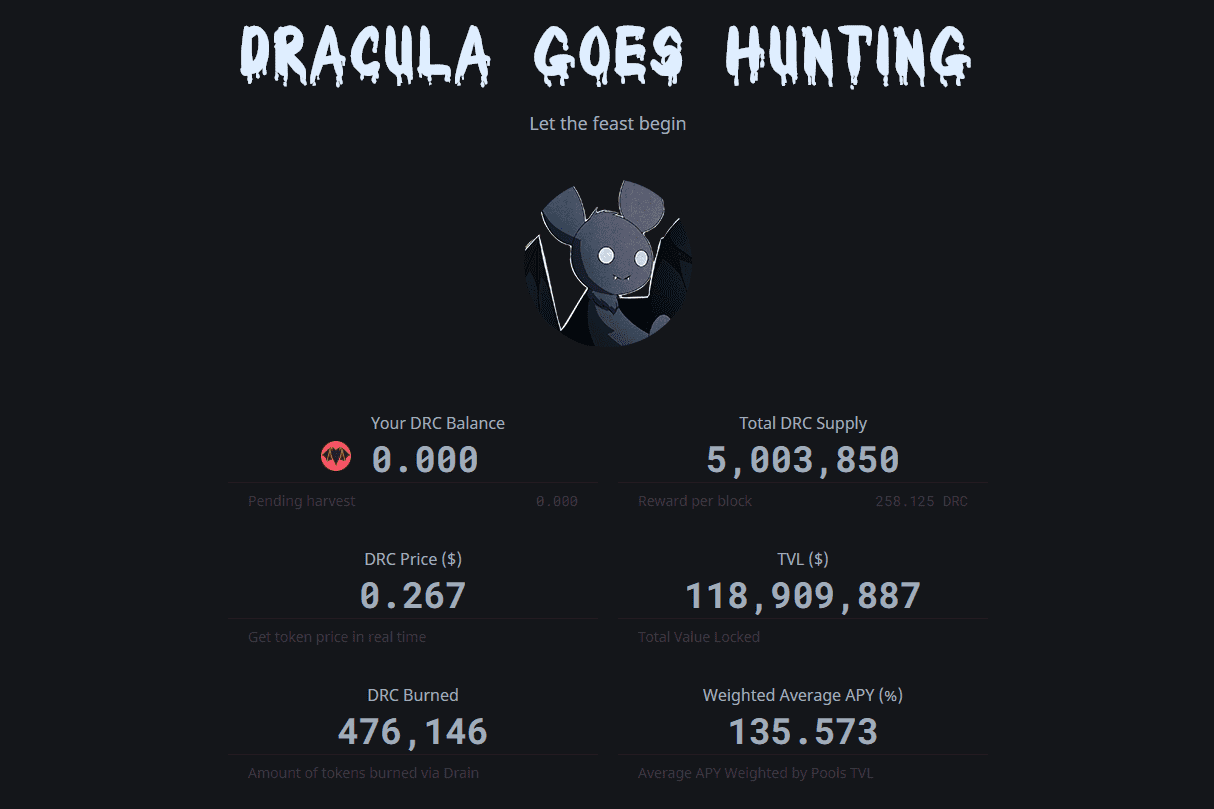 DRACULA GOES HUNTING
Let the feast begin
Your DRC Balance
0.000
Pending harvest 0.000
Total DRC Supply
5,003,850
Reward per block 258.125 DRC
DRC Price ($)
0.267
Get token price in real time
TVL ($)
118,909,887
Total Value Locked
DRC Burned
476,146
Amount of tokens burned via Drain
Weighted Average APY (%)
135.573
Average APY Weighted by Pools TVL